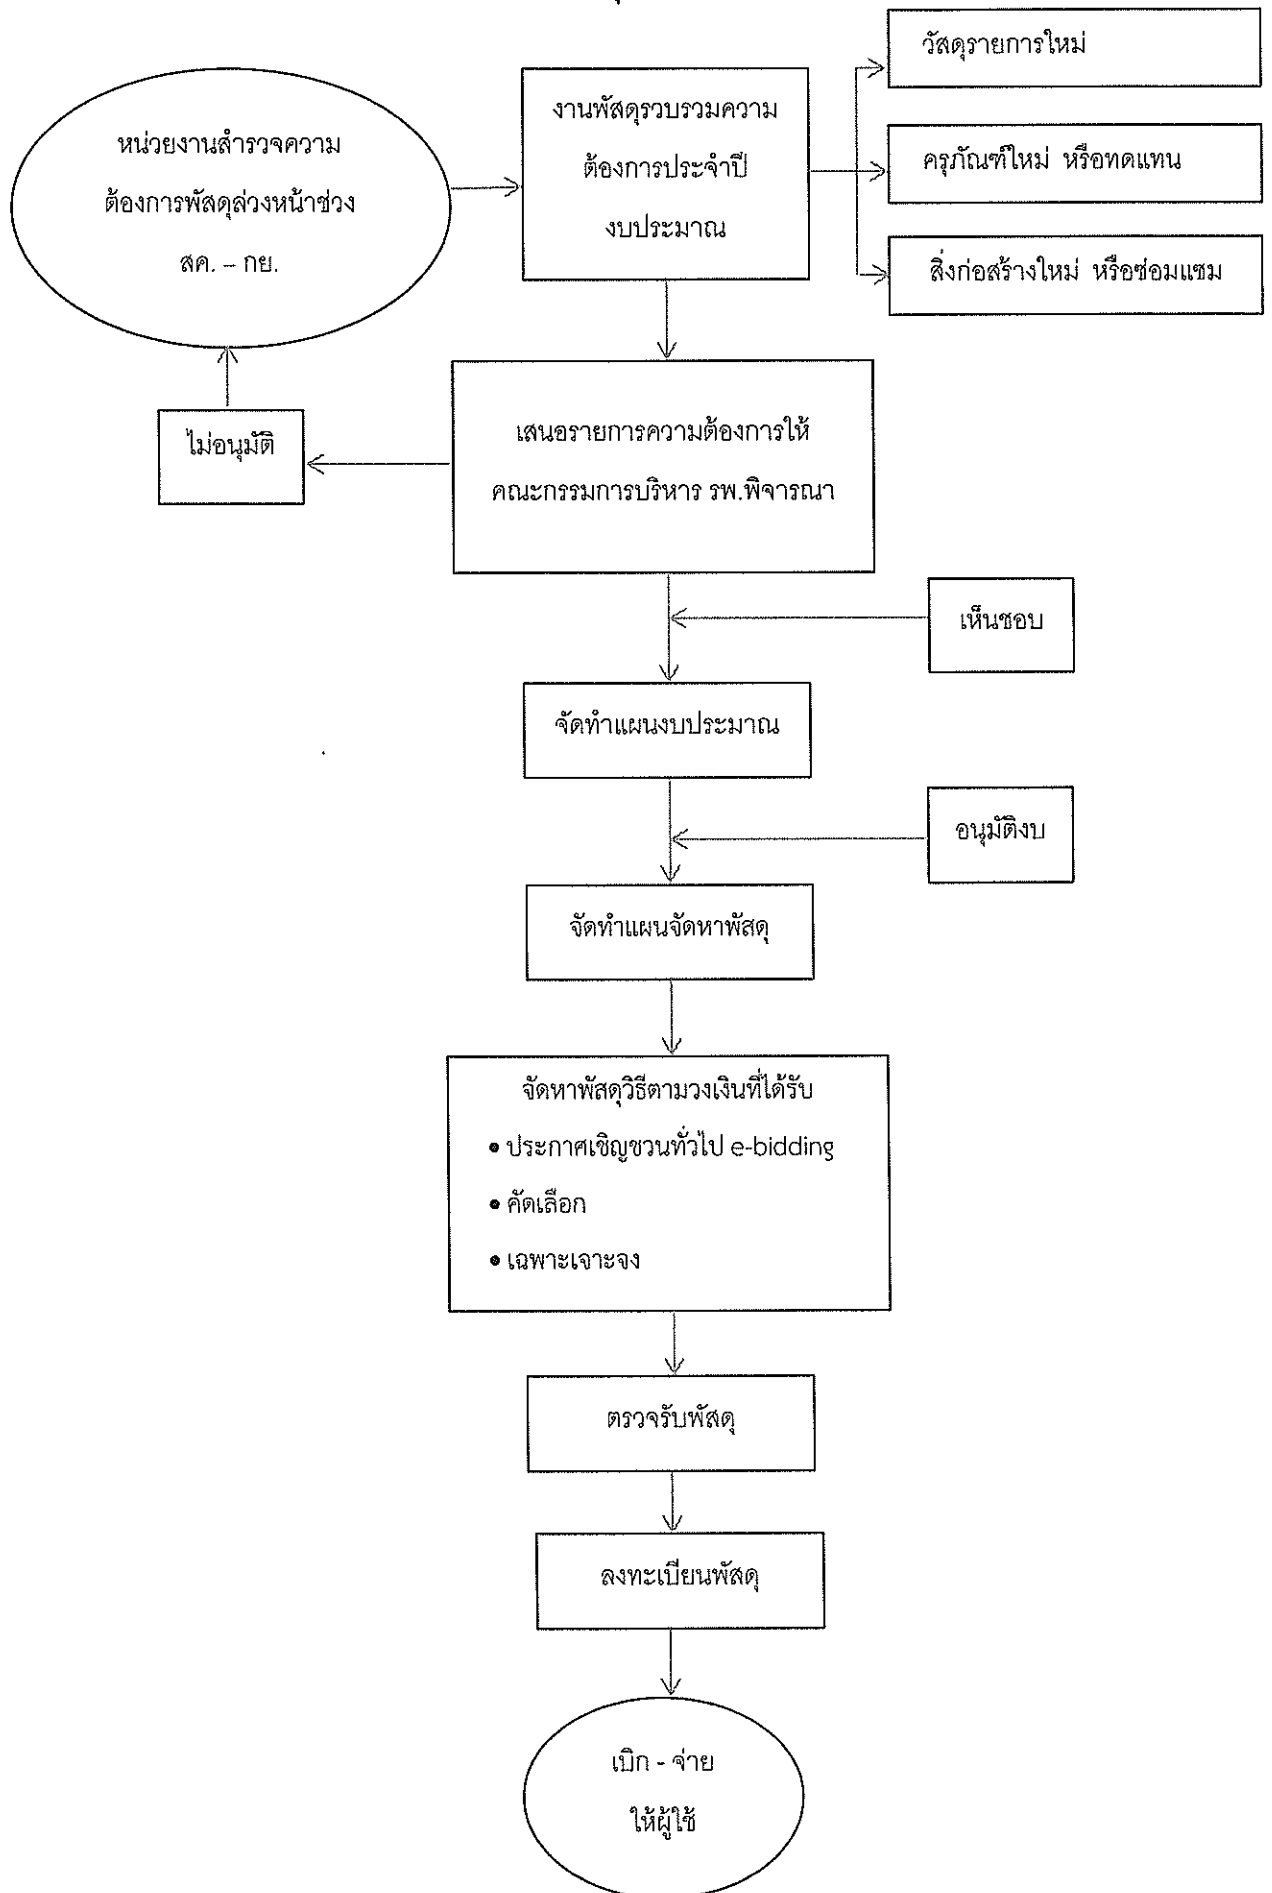 หน่วยงานสำรวจความ
ต้องการพัสดุล่วงหน้าช่วง
สค. – กย.
งานพัสดุรวบรวมความ
ต้องการประจำปี
งบประมาณ
วัสดุรายการใหม่
ครุภัณฑ์ใหม่ หรือทดแทน
สิ่งก่อสร้างใหม่ หรือซ่อมแซม
ไม่อนุมัติ
เสนอรายการความต้องการให้
คณะกรรมการบริหาร รพ.พิจารณา
เห็นชอบ
จัดทำแผนงบประมาณ
อนุมัติงบ
จัดทำแผนจัดหาพัสดุ
จัดหาพัสดุวิธีตามวงเงินที่ได้รับ
• ประกาศเชิญชวนทั่วไป e-bidding
• คัดเลือก
• เฉพาะเจาะจง
ตรวจรับพัสดุ
ลงทะเบียนพัสดุ
เบิก - จ่าย
ให้ผู้ใช้